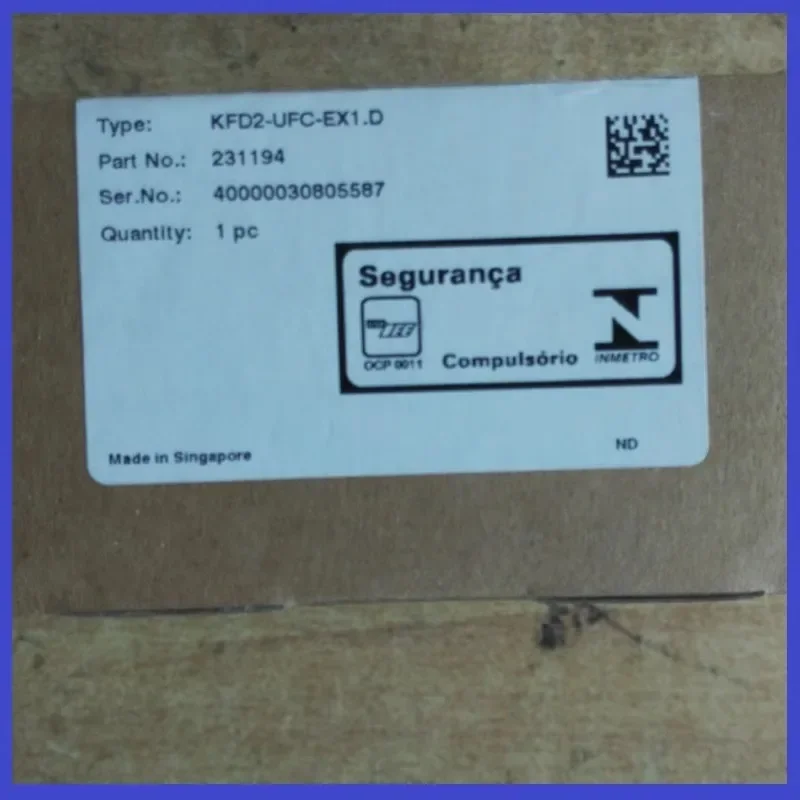 Type: KFD2-UFC-EX1.D
Part No.: 231194
Ser.No.: 40000030805587
Quantity: 1 pc
Segurança
OCP 0011
Compulsório
INMETRO
Made in Singapore
ND